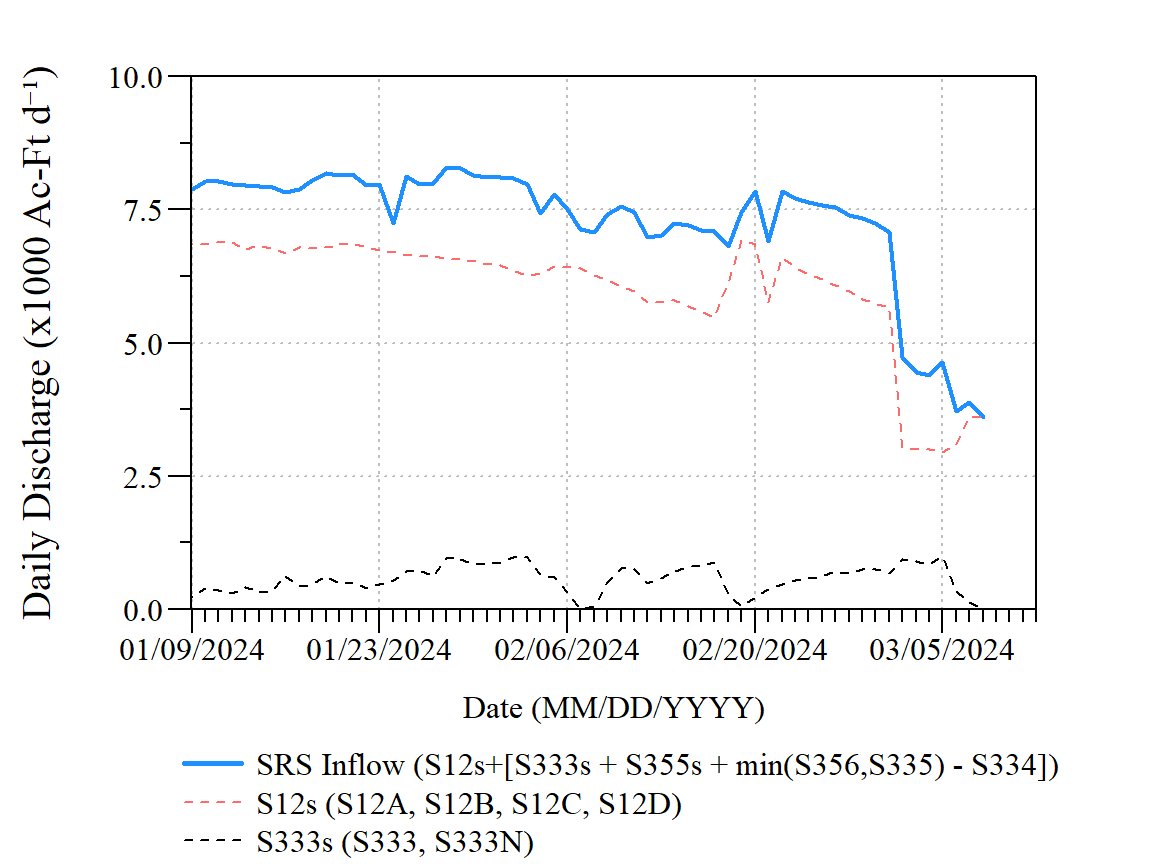 Daily Discharge (x1000 Ac-Ft d⁻¹)
10.0
7.5
5.0
2.5
0.0
01/09/2024 01/23/2024 02/06/2024 02/20/2024 03/05/2024
Date (MM/DD/YYYY)
SRS Inflow (S12s+[S333s + S355s + min(S356,S335) - S334])
S12s (S12A, S12B, S12C, S12D)
S333s (S333, S333N)